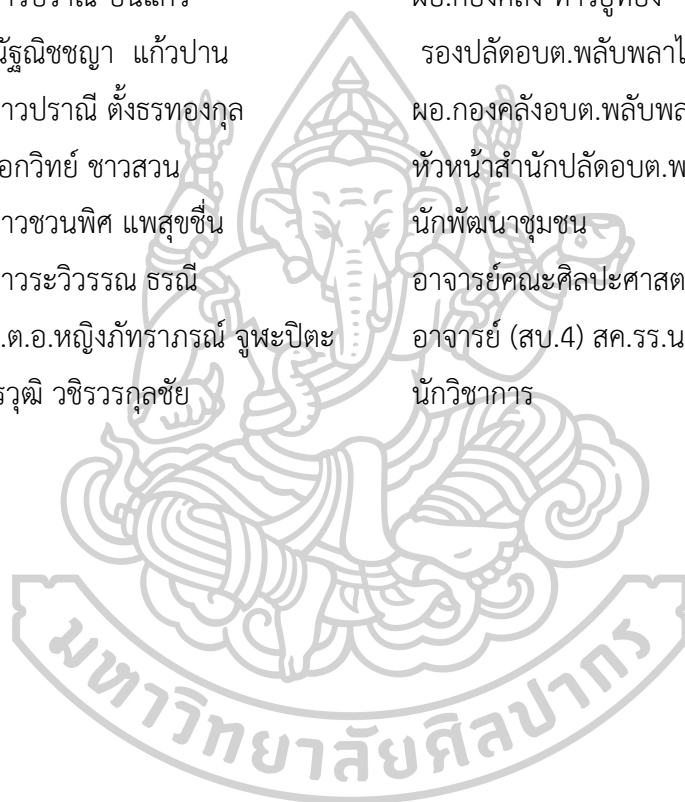 แก้วปาน รองปลัดอบต.พลับพลาไ
ปราณี ตั้งธรทองกุล ผอ.กองคลังอบต.พลับพล
อกวิทย์ ชาวสวน หัวหน้าสำนักปลัดอบต.พ
าวชวนพิศ แพสุขชื่น นักพัฒนาชุมชน
าวระวิวรรณ ธรณี อาจารย์คณะศิลปะศาสต
.ต.อ.หญิงภัทราภรณ์ จูฬะปิตะ อาจารย์ (สบ.4) สค.รร.น
รวุฒิ วชิรวรกุลชัย นักวิชาการ
มหาวิทยาลัยศิลปากร